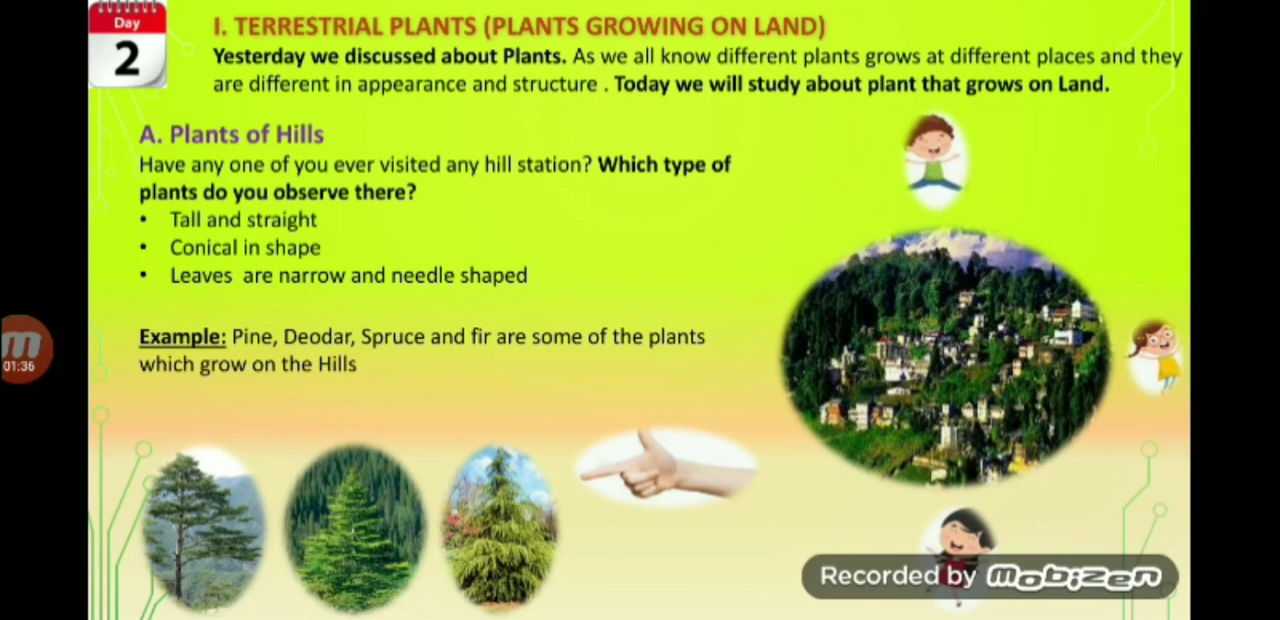 Day
2
I. TERRESTRIAL PLANTS (PLANTS GROWING ON LAND)
Yesterday we discussed about Plants. As we all know different plants grows at different places and they
are different in appearance and structure . Today we will study about plant that grows on Land.
A. Plants of Hills
Have any one of you ever visited any hill station? Which type of
plants do you observe there?
• Tall and straight
• Conical in shape
• Leaves are narrow and needle shaped
Example: Pine, Deodar, Spruce and fir are some of the plants
which grow on the Hills
m
01:36
Recorded by mobizen